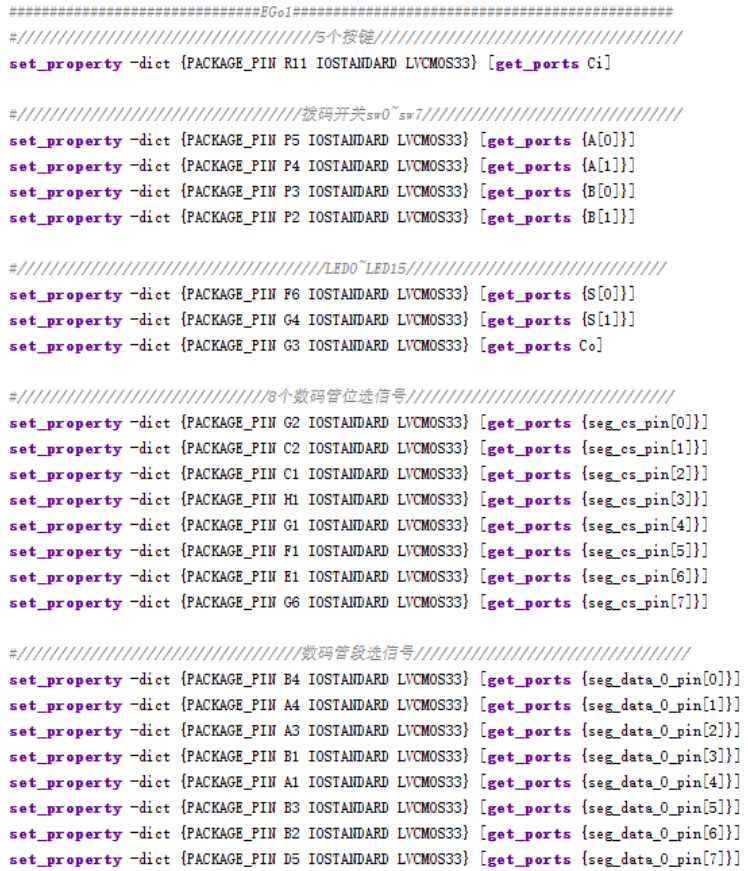 ##############################EGo1##############################################
#/////////////////////////////////////5个按键//////////////////////////////////////
set_property -dict {PACKAGE_PIN R11 IOSTANDARD LVCMOS33} [get_ports Ci]
#///////////////////////////////////拨码开关sw0~sw7////////////////////////////////
set_property -dict {PACKAGE_PIN P5 IOSTANDARD LVCMOS33} [get_ports {A[0]}]
set_property -dict {PACKAGE_PIN P4 IOSTANDARD LVCMOS33} [get_ports {A[1]}]
set_property -dict {PACKAGE_PIN P3 IOSTANDARD LVCMOS33} [get_ports {B[0]}]
set_property -dict {PACKAGE_PIN P2 IOSTANDARD LVCMOS33} [get_ports {B[1]}]
#//////////////////////////////////////LED0~LED15////////////////////////////////
set_property -dict {PACKAGE_PIN F6 IOSTANDARD LVCMOS33} [get_ports {S[0]}]
set_property -dict {PACKAGE_PIN G4 IOSTANDARD LVCMOS33} [get_ports {S[1]}]
set_property -dict {PACKAGE_PIN G3 IOSTANDARD LVCMOS33} [get_ports Co]
#///////////////////////////////8个数码管位选信号/////////////////////////////////
set_property -dict {PACKAGE_PIN G2 IOSTANDARD LVCMOS33} [get_ports {seg_cs_pin[0]}]
set_property -dict {PACKAGE_PIN C2 IOSTANDARD LVCMOS33} [get_ports {seg_cs_pin[1]}]
set_property -dict {PACKAGE_PIN C1 IOSTANDARD LVCMOS33} [get_ports {seg_cs_pin[2]}]
set_property -dict {PACKAGE_PIN H1 IOSTANDARD LVCMOS33} [get_ports {seg_cs_pin[3]}]
set_property -dict {PACKAGE_PIN G1 IOSTANDARD LVCMOS33} [get_ports {seg_cs_pin[4]}]
set_property -dict {PACKAGE_PIN F1 IOSTANDARD LVCMOS33} [get_ports {seg_cs_pin[5]}]
set_property -dict {PACKAGE_PIN E1 IOSTANDARD LVCMOS33} [get_ports {seg_cs_pin[6]}]
set_property -dict {PACKAGE_PIN G6 IOSTANDARD LVCMOS33} [get_ports {seg_cs_pin[7]}]
#///////////////////////////////////数码管段选信号//////////////////////////////////
set_property -dict {PACKAGE_PIN B4 IOSTANDARD LVCMOS33} [get_ports {seg_data_0_pin[0]}]
set_property -dict {PACKAGE_PIN A4 IOSTANDARD LVCMOS33} [get_ports {seg_data_0_pin[1]}]
set_property -dict {PACKAGE_PIN A3 IOSTANDARD LVCMOS33} [get_ports {seg_data_0_pin[2]}]
set_property -dict {PACKAGE_PIN B1 IOSTANDARD LVCMOS33} [get_ports {seg_data_0_pin[3]}]
set_property -dict {PACKAGE_PIN A1 IOSTANDARD LVCMOS33} [get_ports {seg_data_0_pin[4]}]
set_property -dict {PACKAGE_PIN B3 IOSTANDARD LVCMOS33} [get_ports {seg_data_0_pin[5]}]
set_property -dict {PACKAGE_PIN B2 IOSTANDARD LVCMOS33} [get_ports {seg_data_0_pin[6]}]
set_property -dict {PACKAGE_PIN D5 IOSTANDARD LVCMOS33} [get_ports {seg_data_0_pin[7]}]